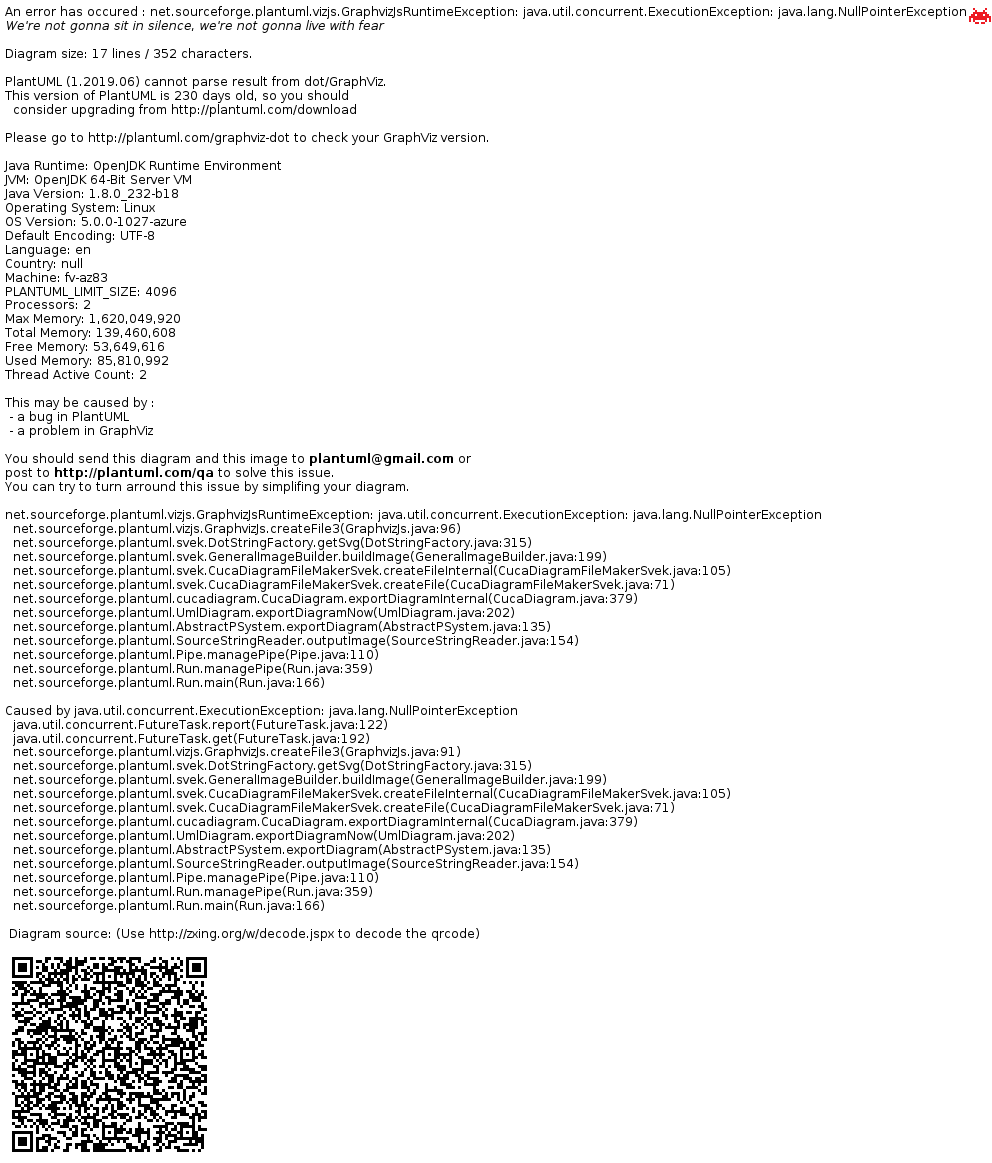 An error has occured : net.sourceforge.plantuml.vizjs.GraphvizJsRuntimeException: java.util.concurrent.ExecutionException: java.lang.NullPointerException
We're not gonna sit in silence, we're not gonna live with fear
Diagram size: 17 lines / 352 characters.
PlantUML (1.2019.06) cannot parse result from dot/GraphViz.
This version of PlantUML is 230 days old, so you should
consider upgrading from http://plantuml.com/download
Please go to http://plantuml.com/graphviz-dot to check your GraphViz version.
Java Runtime: OpenJDK Runtime Environment
JVM: OpenJDK 64-Bit Server VM
Java Version: 1.8.0_232-b18
Operating System: Linux
OS Version: 5.0.0-1027-azure
Default Encoding: UTF-8
Language: en
Country: null
Machine: fv-az83
PLANTUML_LIMIT_SIZE: 4096
Processors: 2
Max Memory: 1,620,049,920
Total Memory: 139,460,608
Free Memory: 53,649,616
Used Memory: 85,810,992
Thread Active Count: 2
This may be caused by :
- a bug in PlantUML
- a problem in GraphViz
You should send this diagram and this image to plantuml@gmail.com or
post to http://plantuml.com/qa to solve this issue.
You can try to turn arround this issue by simplifing your diagram.
net.sourceforge.plantuml.vizjs.GraphvizJsRuntimeException: java.util.concurrent.ExecutionException: java.lang.NullPointerException
net.sourceforge.plantuml.vizjs.GraphvizJs.createFile3(GraphvizJs.java:96)
net.sourceforge.plantuml.svek.DotStringFactory.getSvg(DotStringFactory.java:315)
net.sourceforge.plantuml.svek.GeneralImageBuilder.buildImage(GeneralImageBuilder.java:199)
net.sourceforge.plantuml.svek.CucaDiagramFileMakerSvek.createFileInternal(CucaDiagramFileMakerSvek.java:105)
net.sourceforge.plantuml.svek.CucaDiagramFileMakerSvek.createFile(CucaDiagramFileMakerSvek.java:71)
net.sourceforge.plantuml.cucadiagram.CucaDiagram.exportDiagramInternal(CucaDiagram.java:379)
net.sourceforge.plantuml.UmlDiagram.exportDiagramNow(UmlDiagram.java:202)
net.sourceforge.plantuml.AbstractPSystem.exportDiagram(AbstractPSystem.java:135)
net.sourceforge.plantuml.SourceStringReader.outputImage(SourceStringReader.java:154)
net.sourceforge.plantuml.Pipe.managePipe(Pipe.java:110)
net.sourceforge.plantuml.Run.managePipe(Run.java:359)
net.sourceforge.plantuml.Run.main(Run.java:166)
Caused by java.util.concurrent.ExecutionException: java.lang.NullPointerException
java.util.concurrent.FutureTask.report(FutureTask.java:122)
java.util.concurrent.FutureTask.get(FutureTask.java:192)
net.sourceforge.plantuml.vizjs.GraphvizJs.createFile3(GraphvizJs.java:91)
net.sourceforge.plantuml.svek.DotStringFactory.getSvg(DotStringFactory.java:315)
net.sourceforge.plantuml.svek.GeneralImageBuilder.buildImage(GeneralImageBuilder.java:199)
net.sourceforge.plantuml.svek.CucaDiagramFileMakerSvek.createFileInternal(CucaDiagramFileMakerSvek.java:105)
net.sourceforge.plantuml.svek.CucaDiagramFileMakerSvek.createFile(CucaDiagramFileMakerSvek.java:71)
net.sourceforge.plantuml.cucadiagram.CucaDiagram.exportDiagramInternal(CucaDiagram.java:379)
net.sourceforge.plantuml.UmlDiagram.exportDiagramNow(UmlDiagram.java:202)
net.sourceforge.plantuml.AbstractPSystem.exportDiagram(AbstractPSystem.java:135)
net.sourceforge.plantuml.SourceStringReader.outputImage(SourceStringReader.java:154)
net.sourceforge.plantuml.Pipe.managePipe(Pipe.java:110)
net.sourceforge.plantuml.Run.managePipe(Run.java:359)
net.sourceforge.plantuml.Run.main(Run.java:166)
Diagram source: (Use http://zxing.org/w/decode.jspx to decode the qrcode)